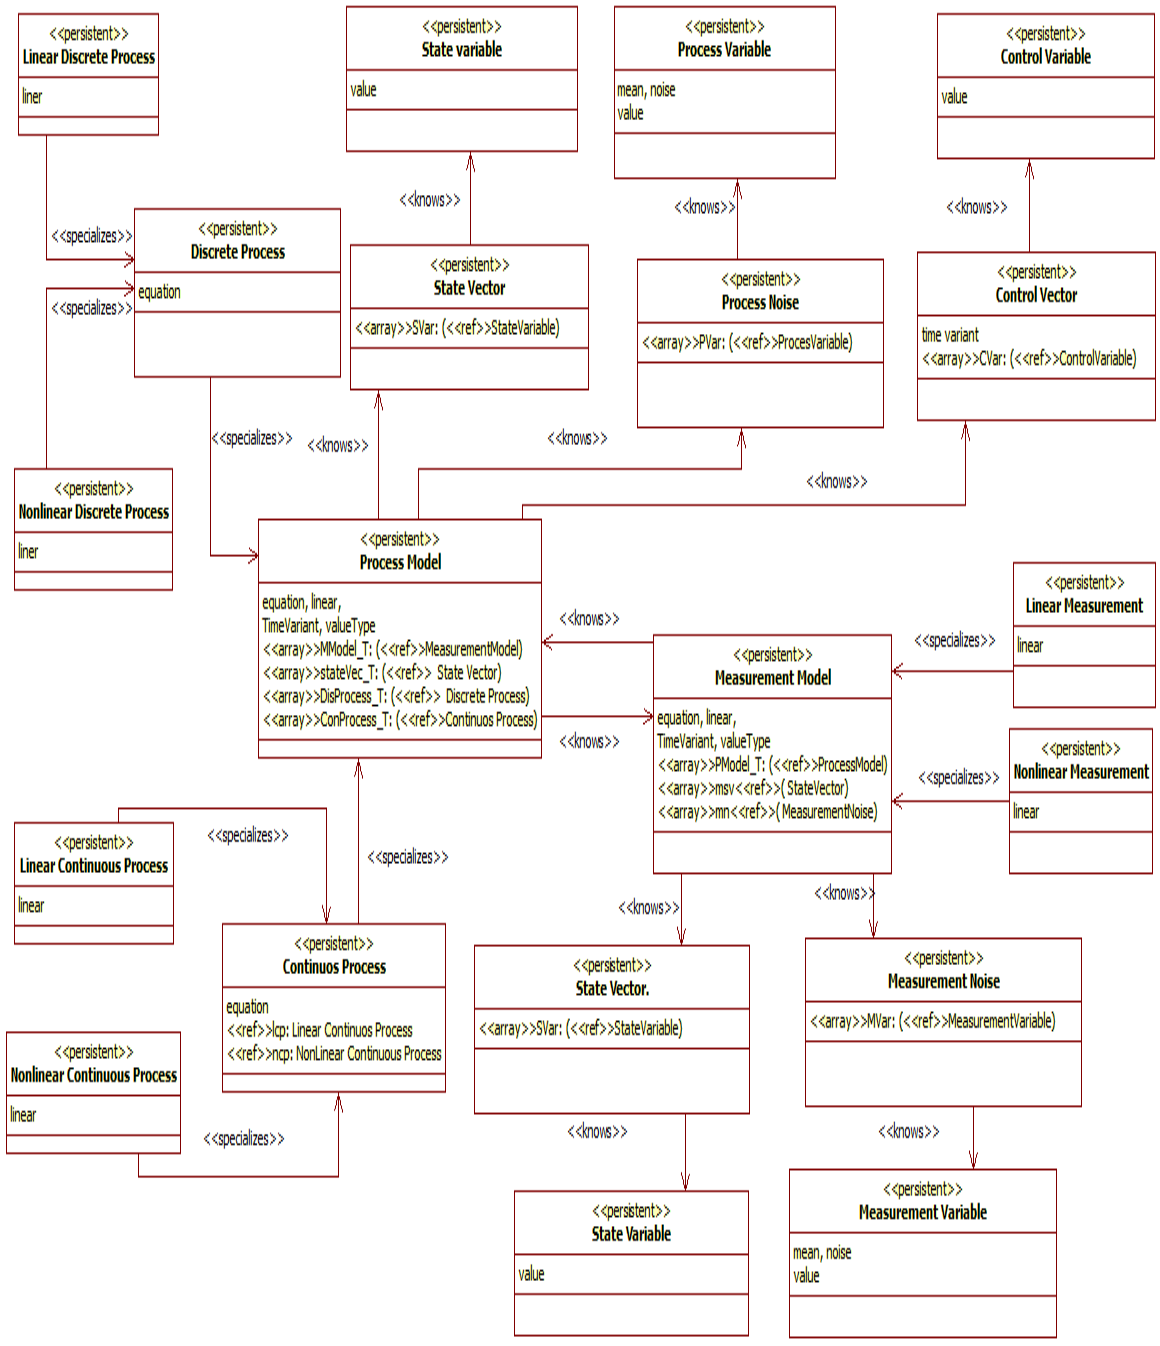 <<persistent>>
Linear Discrete Process
liner
<<persistent>>
State variable
value
<<persistent>>
Process Variable
mean, noise
value
<<persistent>>
Control Variable
value
<<knows>>
<<knows>>
<<knows>>
<<specializes>>
<<persistent>>
Discrete Process
equation
<<specializes>>
<<persistent>>
State Vector
<<array>>SVar: (<<ref>>StateVariable)
<<persistent>>
Process Noise
<<array>>PVar: (<<ref>>ProcesVariable)
<<persistent>>
Control Vector
time variant
<<array>>CVar: (<<ref>>ControlVariable)
<<specializes>>
<<knows>>
<<knows>>
<<knows>>
<<persistent>>
Nonlinear Discrete Process
liner
<<persistent>>
Process Model
equation, linear,
TimeVariant, valueType
<<array>>MModel_T: (<<ref>>MeasurementModel)
<<array>>stateVec_T: (<<ref>> State Vector)
<<array>>DisProcess_T: (<<ref>> Discrete Process)
<<array>>ConProcess_T: (<<ref>>Continuos Process)
<<knows>>
<<knows>>
<<persistent>>
Measurement Model
equation, linear,
TimeVariant, valueType
<<array>>PModel_T: (<<ref>>ProcessModel)
<<array>>msv<<ref>>( StateVector)
<<array>>mn<<ref>>( MeasurementNoise)
<<specializes>>
<<persistent>>
Linear Measurement
linear
<<specializes>>
<<persistent>>
Nonlinear Measurement
linear
<<persistent>>
Linear Continuous Process
linear
<<specializes>>
<<specializes>>
<<persistent>>
Continuos Process
equation
<<ref>>lcp: Linear Continuos Process
<<ref>>ncp: NonLinear Continuous Process
<<persistent>>
Nonlinear Continuous Process
linear
<<specializes>>
<<knows>>
<<knows>>
<<persistent>>
State Vector.
<<array>>SVar: (<<ref>>StateVariable)
<<persistent>>
Measurement Noise
<<array>>MVar: (<<ref>>MeasurementVariable)
<<knows>>
<<knows>>
<<persistent>>
State Variable
value
<<persistent>>
Measurement Variable
mean, noise
value